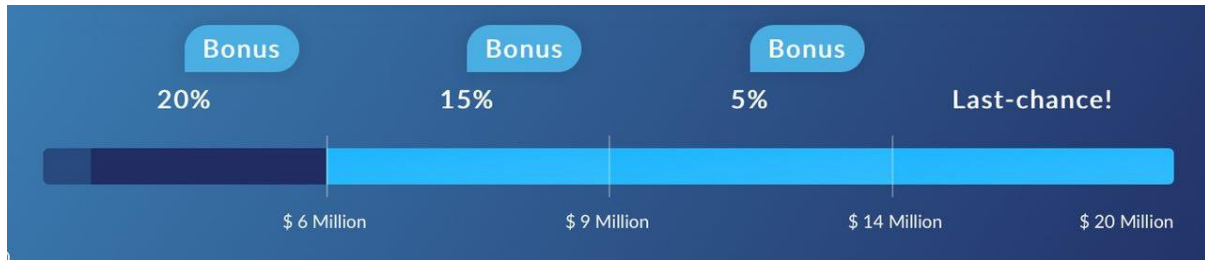 Bonus Bonus Bonus
20% 15% 5% Last-chance!
$ 6 Million $ 9 Million $ 14 Million $ 20 Million